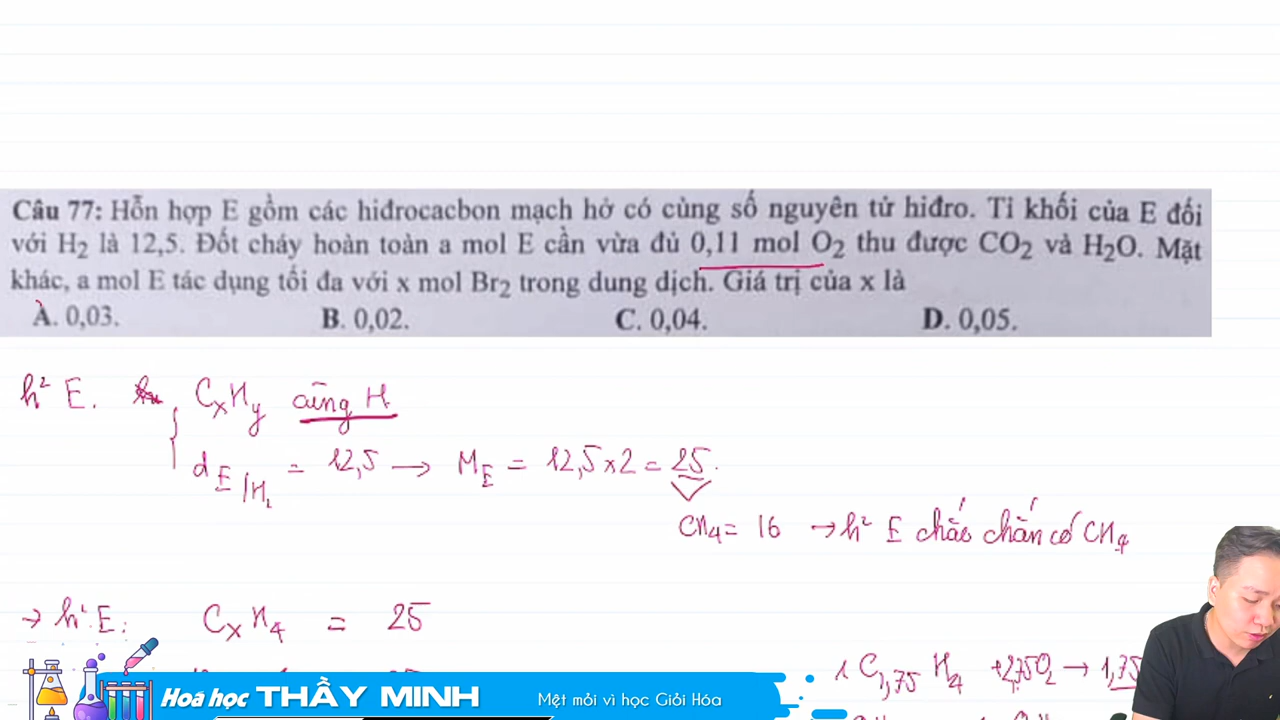 Câu 77: Hỗn hợp E gồm các hiđrocacbon mạch hở có cùng số nguyên tử hiđro. Tỉ khối của E đối
với H2 là 12,5. Đốt cháy hoàn toàn a mol E cần vừa đủ 0,11 mol O2 thu được CO2 và H2O. Mặt
khác, a mol E tác dụng tối đa với x mol Br2 trong dung dịch. Giá trị của x là
A. 0,03. B. 0,02. C. 0,04. D. 0,05.
h² E. CxHy cùng H
d E/H2 = 12,5 → ME = 12,5×2 = 25.
CH4 = 16 → h² E chắc chắn có CH4
→ h² E: CxH4 = 25
1 C1,75 H4 + 2,75O2 → 1,75
Hoá học THẦY MINH Mệt mỏi vì học Giỏi Hóa